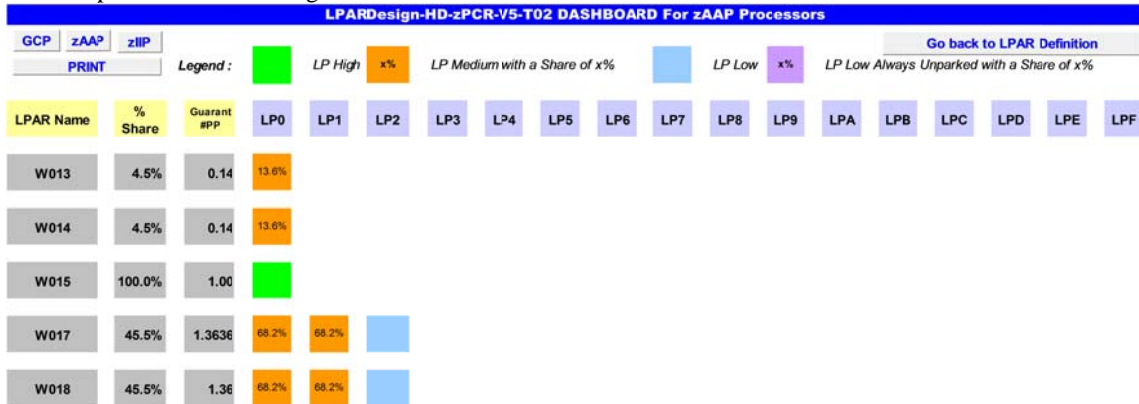 LPARDesign-HD-zPCR-V5-T02 DASHBOARD For zAAP Processors
GCP zAAP zIIP
Go back to LPAR Definition
PRINT Legend : LP High x% LP Medium with a Share of x% LP Low x% LP Low Always Unparked with a Share of x%
LPAR Name % Share Guarant #PP LP0 LP1 LP2 LP3 LP4 LP5 LP6 LP7 LP8 LP9 LPA LPB LPC LPD LPE LPF
W013 4.5% 0.14 13.6%
W014 4.5% 0.14 13.6%
W015 100.0% 1.00
W017 45.5% 1.3636 68.2% 68.2%
W018 45.5% 1.36 68.2% 68.2%